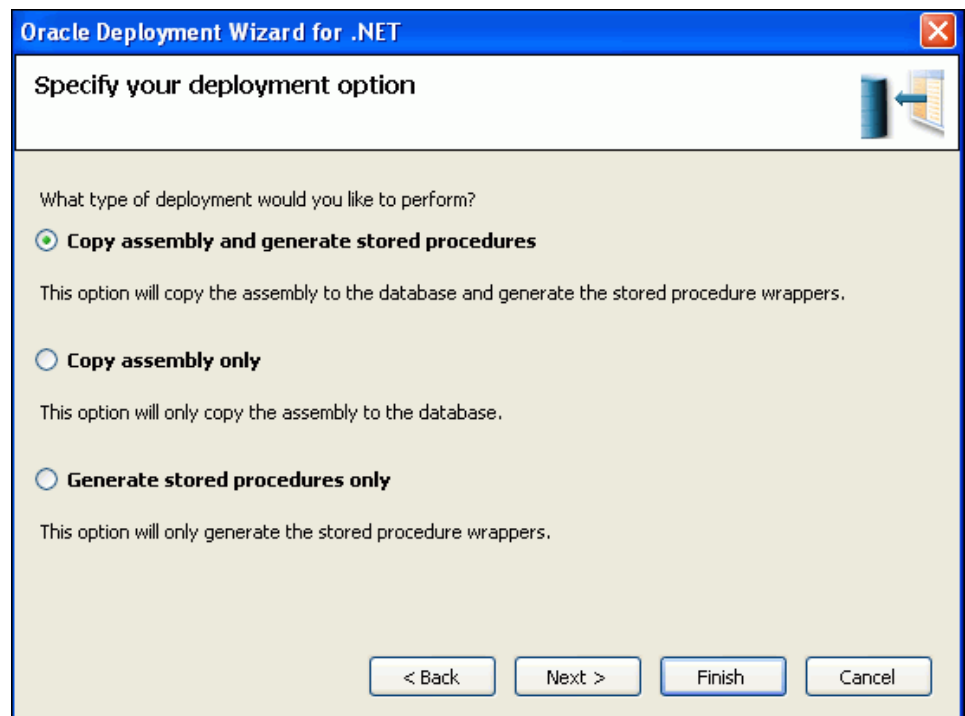 Oracle Deployment Wizard for .NET
Specify your deployment option
What type of deployment would you like to perform?
Copy assembly and generate stored procedures
This option will copy the assembly to the database and generate the stored procedure wrappers.
Copy assembly only
This option will only copy the assembly to the database.
Generate stored procedures only
This option will only generate the stored procedure wrappers.
< Back
Next >
Finish
Cancel